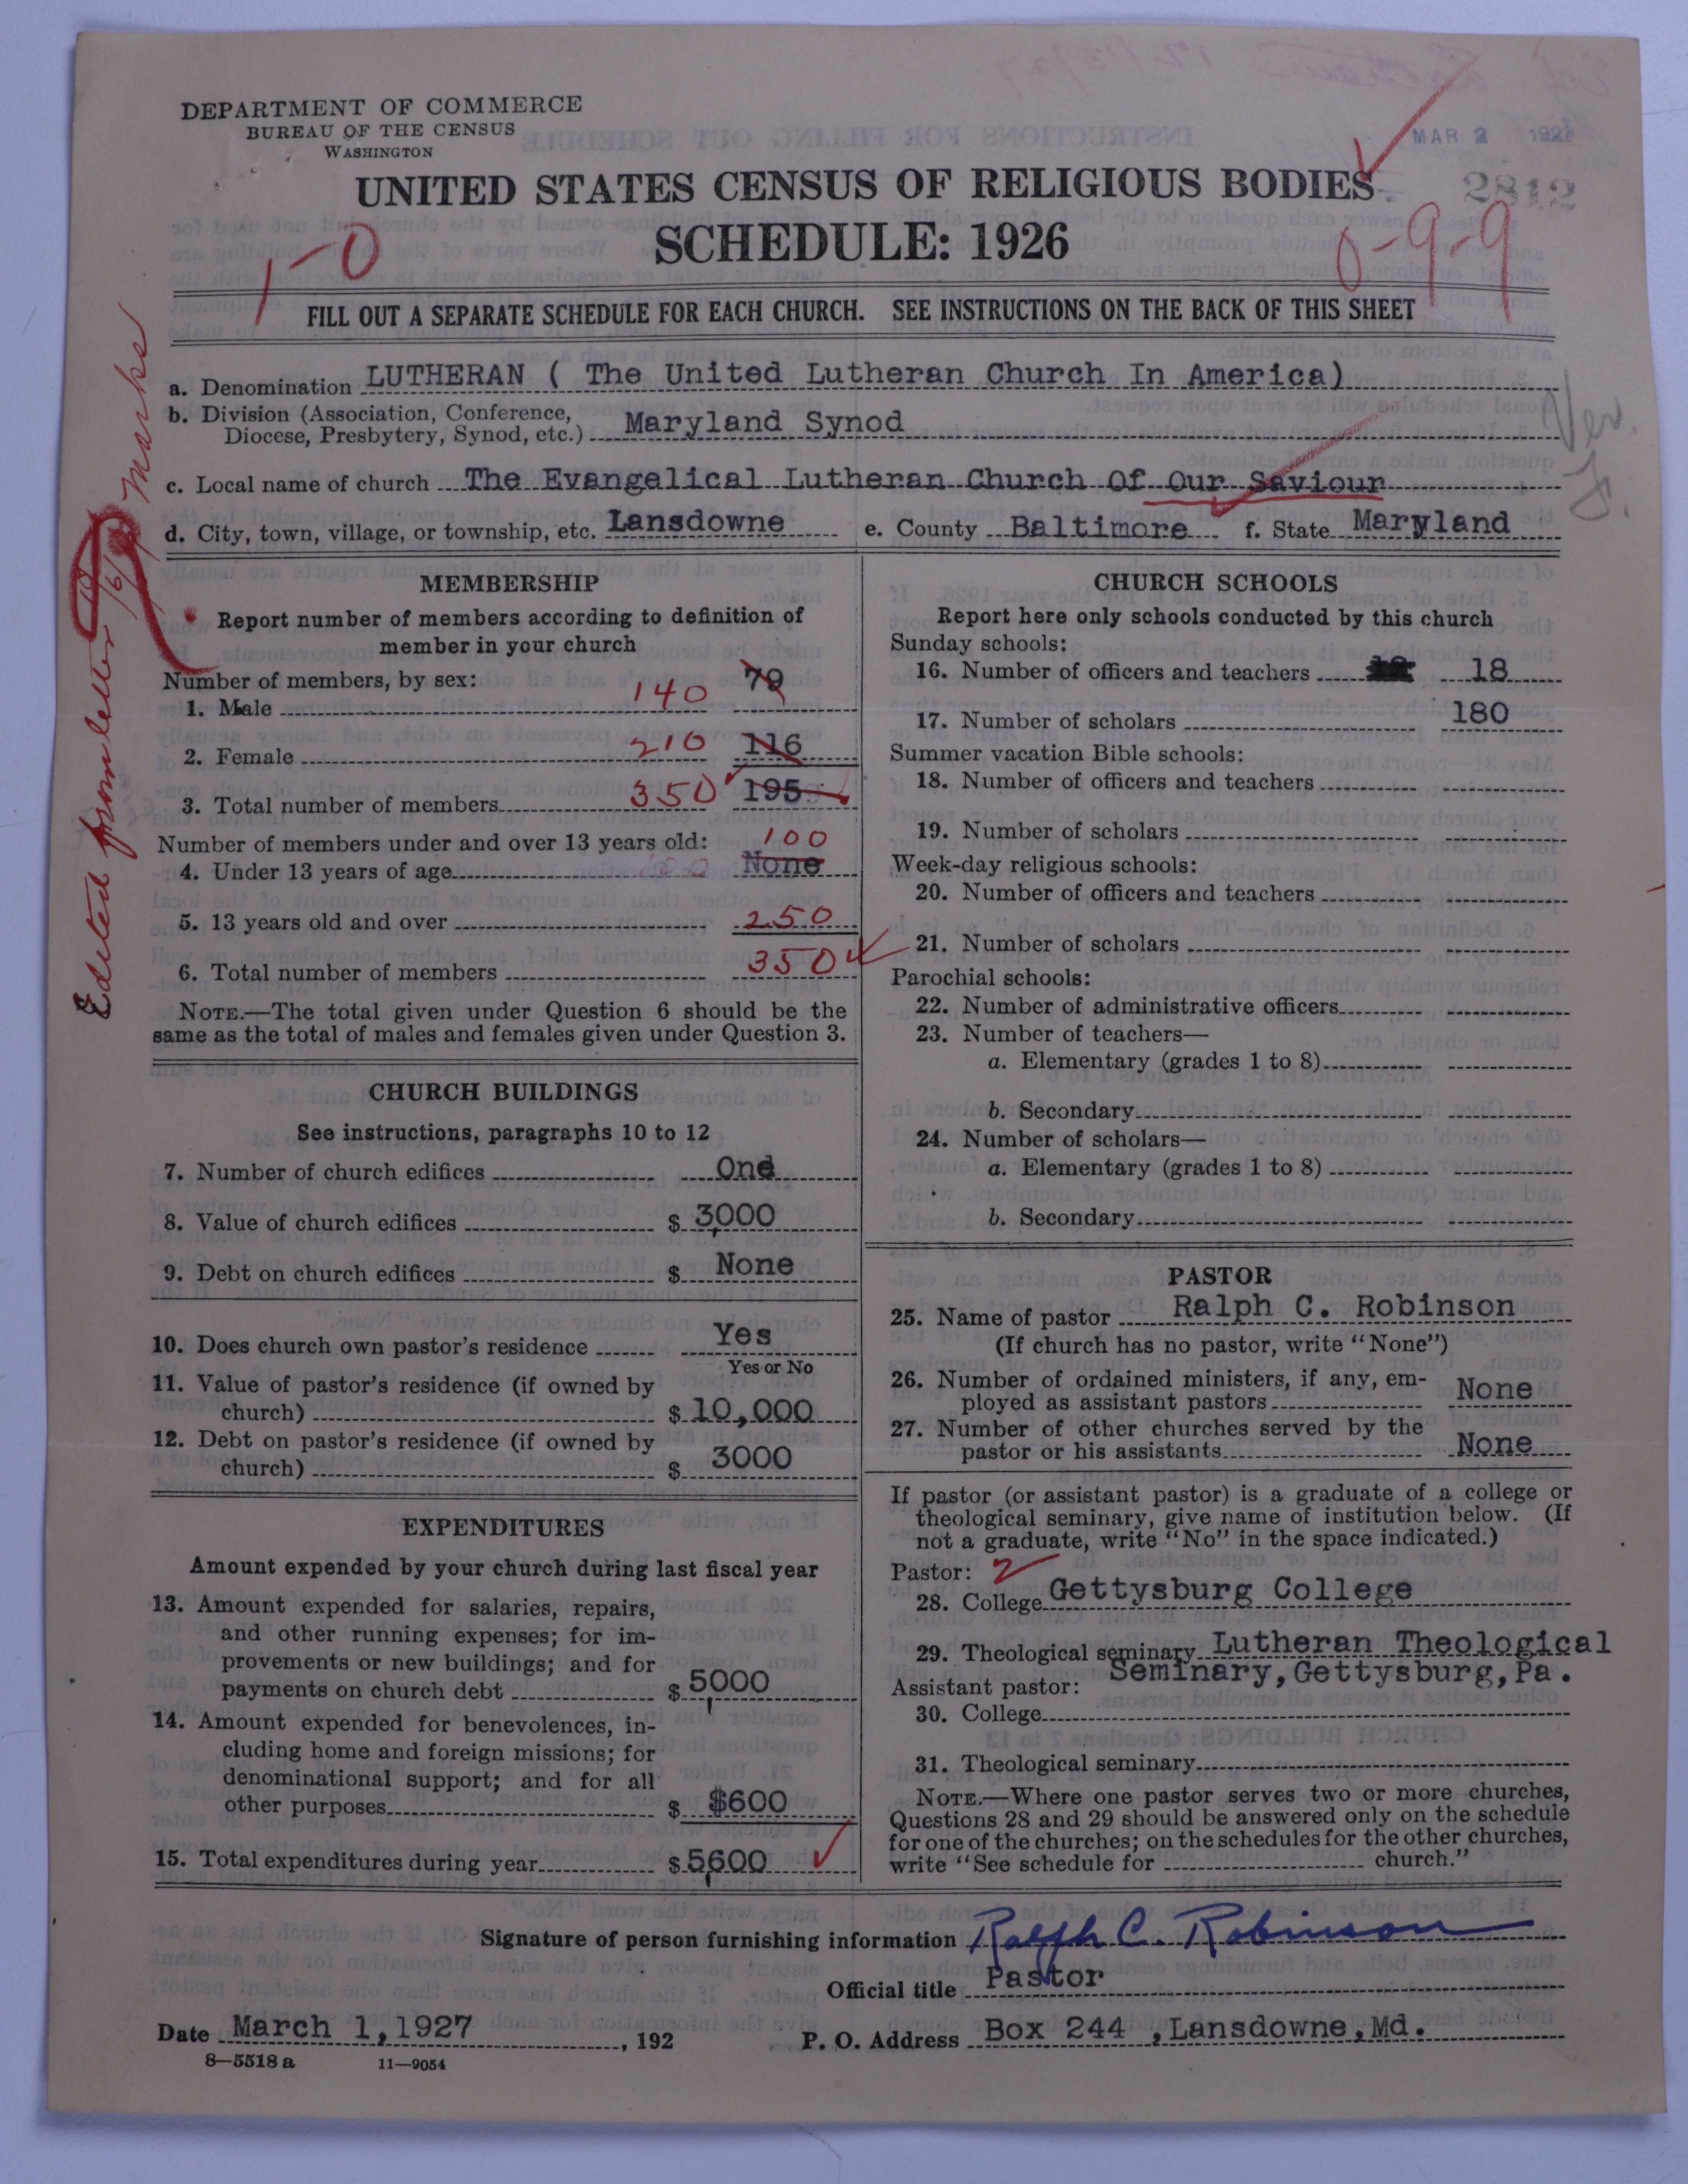 DEPARTMENT OF COMMERCE
BUREAU OF THE CENSUS
WASHINGTON
MAR 2 1927
UNITED STATES CENSUS OF RELIGIOUS BODIES
2812
SCHEDULE: 1926
1-0
0-9-9
FILL OUT A SEPARATE SCHEDULE FOR EACH CHURCH. SEE INSTRUCTIONS ON THE BACK OF THIS SHEET
a. Denomination LUTHERAN ( The United Lutheran Church In America)
b. Division (Association, Conference,
Diocese, Presbytery, Synod, etc.) Maryland Synod
Ver.
c. Local name of church The Evangelical Lutheran Church Of Our Saviour
d. City, town, village, or township, etc. Lansdowne e. County Baltimore f. State Maryland
Edited from letter
Marks
MEMBERSHIP
Report number of members according to definition of
member in your church
Number of members, by sex:
1. Male 140 79
2. Female 210 116
3. Total number of members 350 195
Number of members under and over 13 years old: 100
4. Under 13 years of age None
5. 13 years old and over 250
6. Total number of members 350
NOTE.—The total given under Question 6 should be the
same as the total of males and females given under Question 3.
CHURCH BUILDINGS
See instructions, paragraphs 10 to 12
7. Number of church edifices One
8. Value of church edifices $ 3,000
9. Debt on church edifices $ None
10. Does church own pastor's residence Yes
Yes or No
11. Value of pastor's residence (if owned by
church) $ 10,000
12. Debt on pastor's residence (if owned by
church) $ 3000
EXPENDITURES
Amount expended by your church during last fiscal year
13. Amount expended for salaries, repairs,
and other running expenses; for im-
provements or new buildings; and for
payments on church debt $ 5,000
14. Amount expended for benevolences, in-
cluding home and foreign missions; for
denominational support; and for all
other purposes $ $600
15. Total expenditures during year $ 5,600
CHURCH SCHOOLS
Report here only schools conducted by this church
Sunday schools:
16. Number of officers and teachers 18
17. Number of scholars 180
Summer vacation Bible schools:
18. Number of officers and teachers
19. Number of scholars
Week-day religious schools:
20. Number of officers and teachers
21. Number of scholars
Parochial schools:
22. Number of administrative officers
23. Number of teachers—
a. Elementary (grades 1 to 8)
b. Secondary
24. Number of scholars—
a. Elementary (grades 1 to 8)
b. Secondary
PASTOR
25. Name of pastor Ralph C. Robinson
(If church has no pastor, write "None")
26. Number of ordained ministers, if any, em-
ployed as assistant pastors None
27. Number of other churches served by the
pastor or his assistants None
If pastor (or assistant pastor) is a graduate of a college or
theological seminary, give name of institution below. (If
not a graduate, write "No" in the space indicated.)
Pastor: 2
28. College Gettysburg College
29. Theological seminary Lutheran Theological
Seminary, Gettysburg, Pa.
Assistant pastor:
30. College
31. Theological seminary
NOTE.—Where one pastor serves two or more churches,
Questions 28 and 29 should be answered only on the schedule
for one of the churches; on the schedules for the other churches,
write "See schedule for church."
Signature of person furnishing information Ralph C. Robinson
Official title Pastor
Date March 1, 1927, 192 P. O. Address Box 244 , Lansdowne, Md.
8—5518 a 11—9054